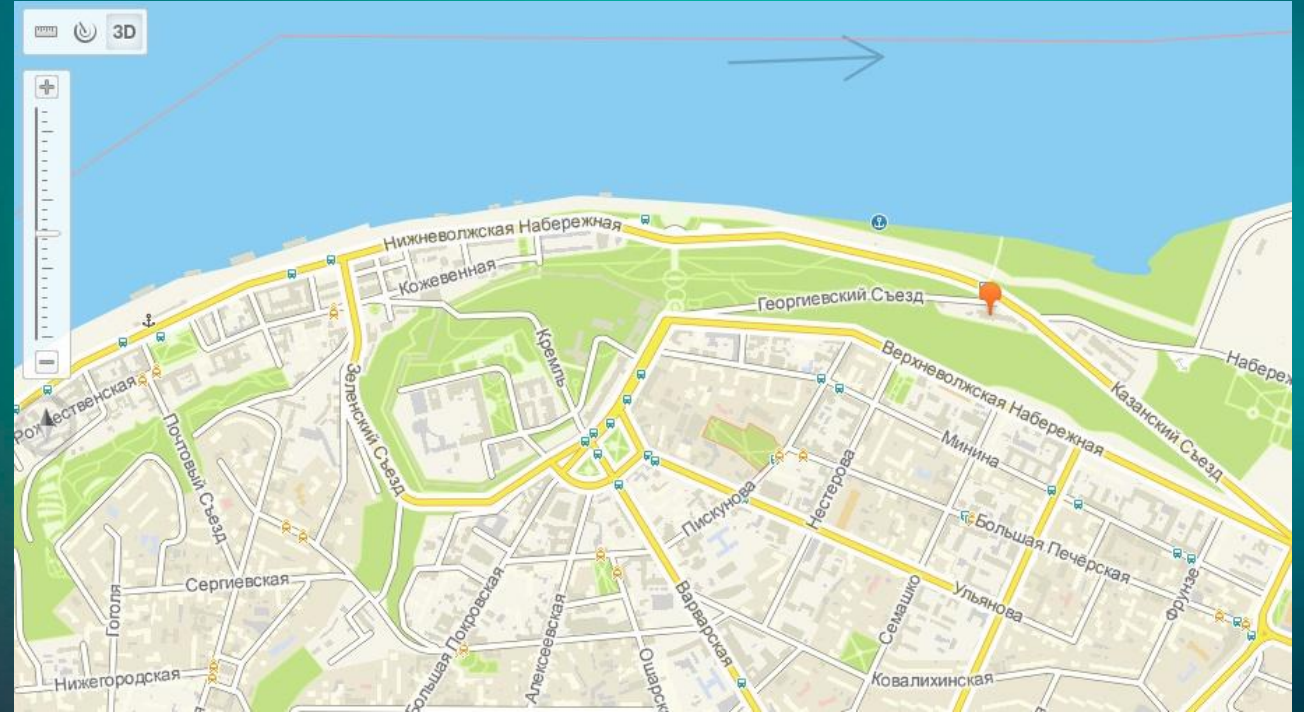 3D
Нижневолжская Набережная
Кожевенная
Георгиевский Съезд
Кремль
Верхневолжская Набережная
Набереж
Казанский Съезд
Рождественская
Зеленский Съезд
Почтовый Съезд
Минина
Нестерова
Пискунова
Большая Печёрская
Сергиевская
Гоголя
Ульянова
Фрунзе
Семашко
Варварская
Большая Покровская
Алексеевская
Ошарск
Нижегородская
Ковалихинская